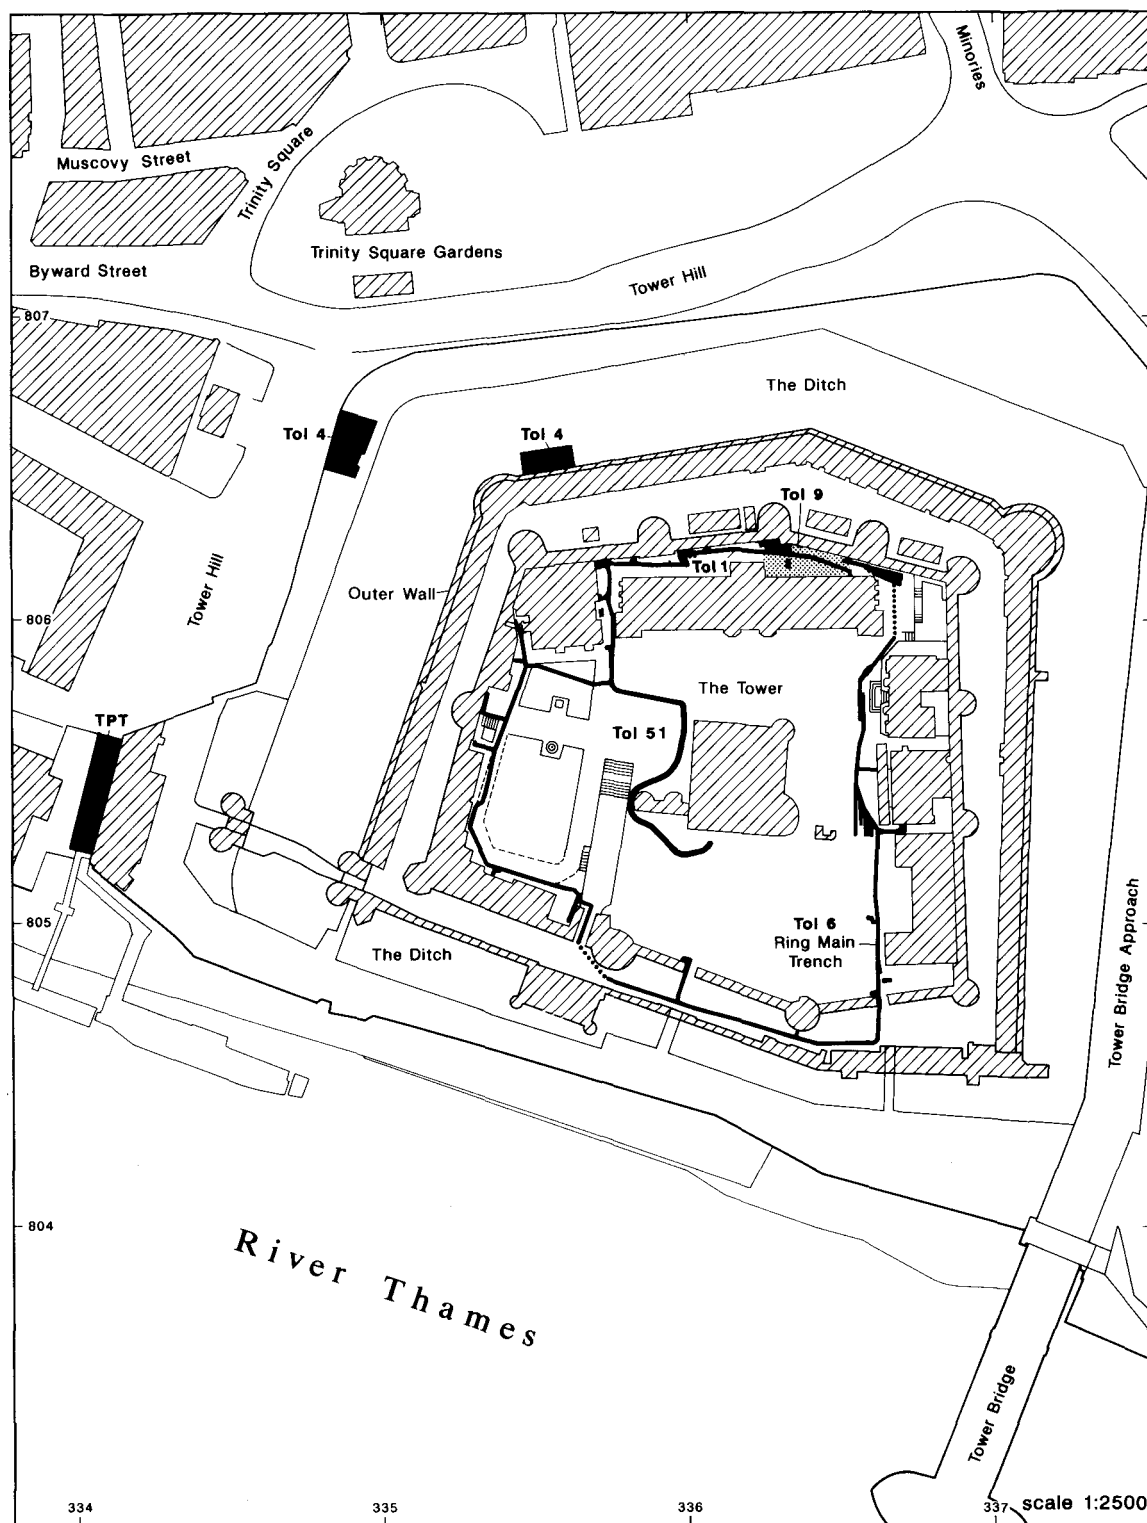 Minories
Muscovy Street
Trinity Square
Trinity Square Gardens
Byward Street
Tower Hill
807
The Ditch
Tol 4
Tol 4
Tol 9
Tol 1
Outer Wall
Tower Hill
806
The Tower
TPT
Tol 51
805
Tol 6
Ring Main
Trench
The Ditch
Tower Bridge Approach
804
River Thames
Tower Bridge
334
335
336
337
scale 1:2500